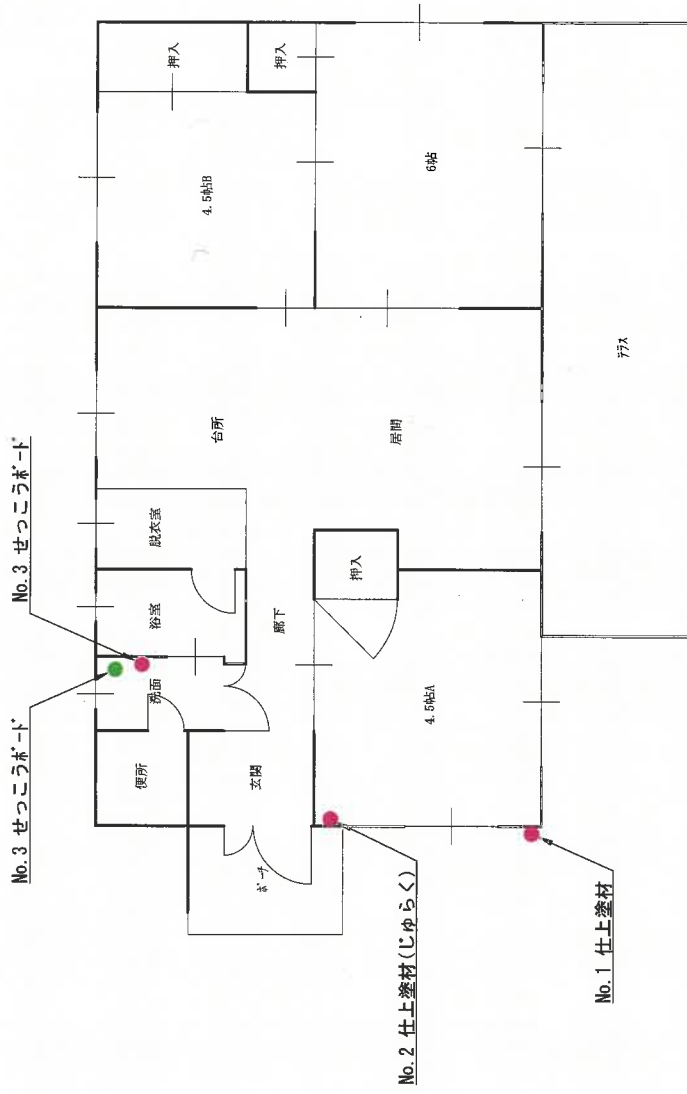 No.3 せっこうボード
No.3 せっこうボード
押入
押入
4.5帖B
6帖
台所
居間
テラス
脱衣室
浴室
洗面
便所
廊下
押入
玄関
4.5帖A
ポーチ
No.2 仕上塗材(じゅらく)
No.1 仕上塗材